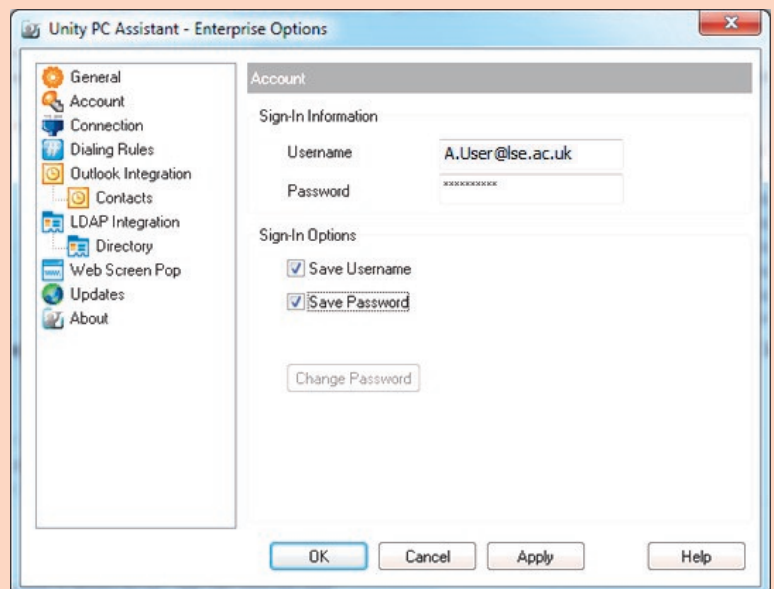 Unity PC Assistant - Enterprise Options
X
General
Account
Connection
Dialing Rules
Outlook Integration
Contacts
LDAP Integration
Directory
Web Screen Pop
Updates
About
Account
Sign-In Information
Username A.User@lse.ac.uk
Password **********
Sign-In Options
Save Username
Save Password
Change Password
OK Cancel Apply Help